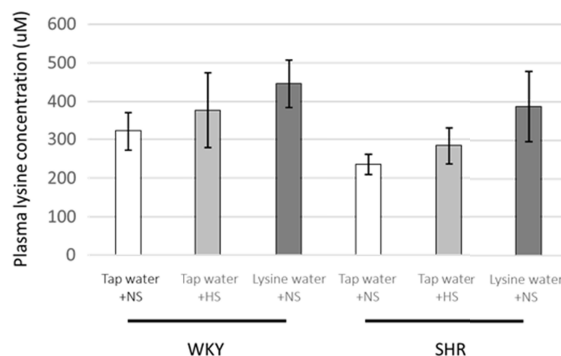 Plasma lysine concentration (uM)
600
500
400
300
200
100
0
Tap water +NS
Tap water +HS
Lysine water +NS
Tap water +NS
Tap water +HS
Lysine water +NS
WKY
SHR